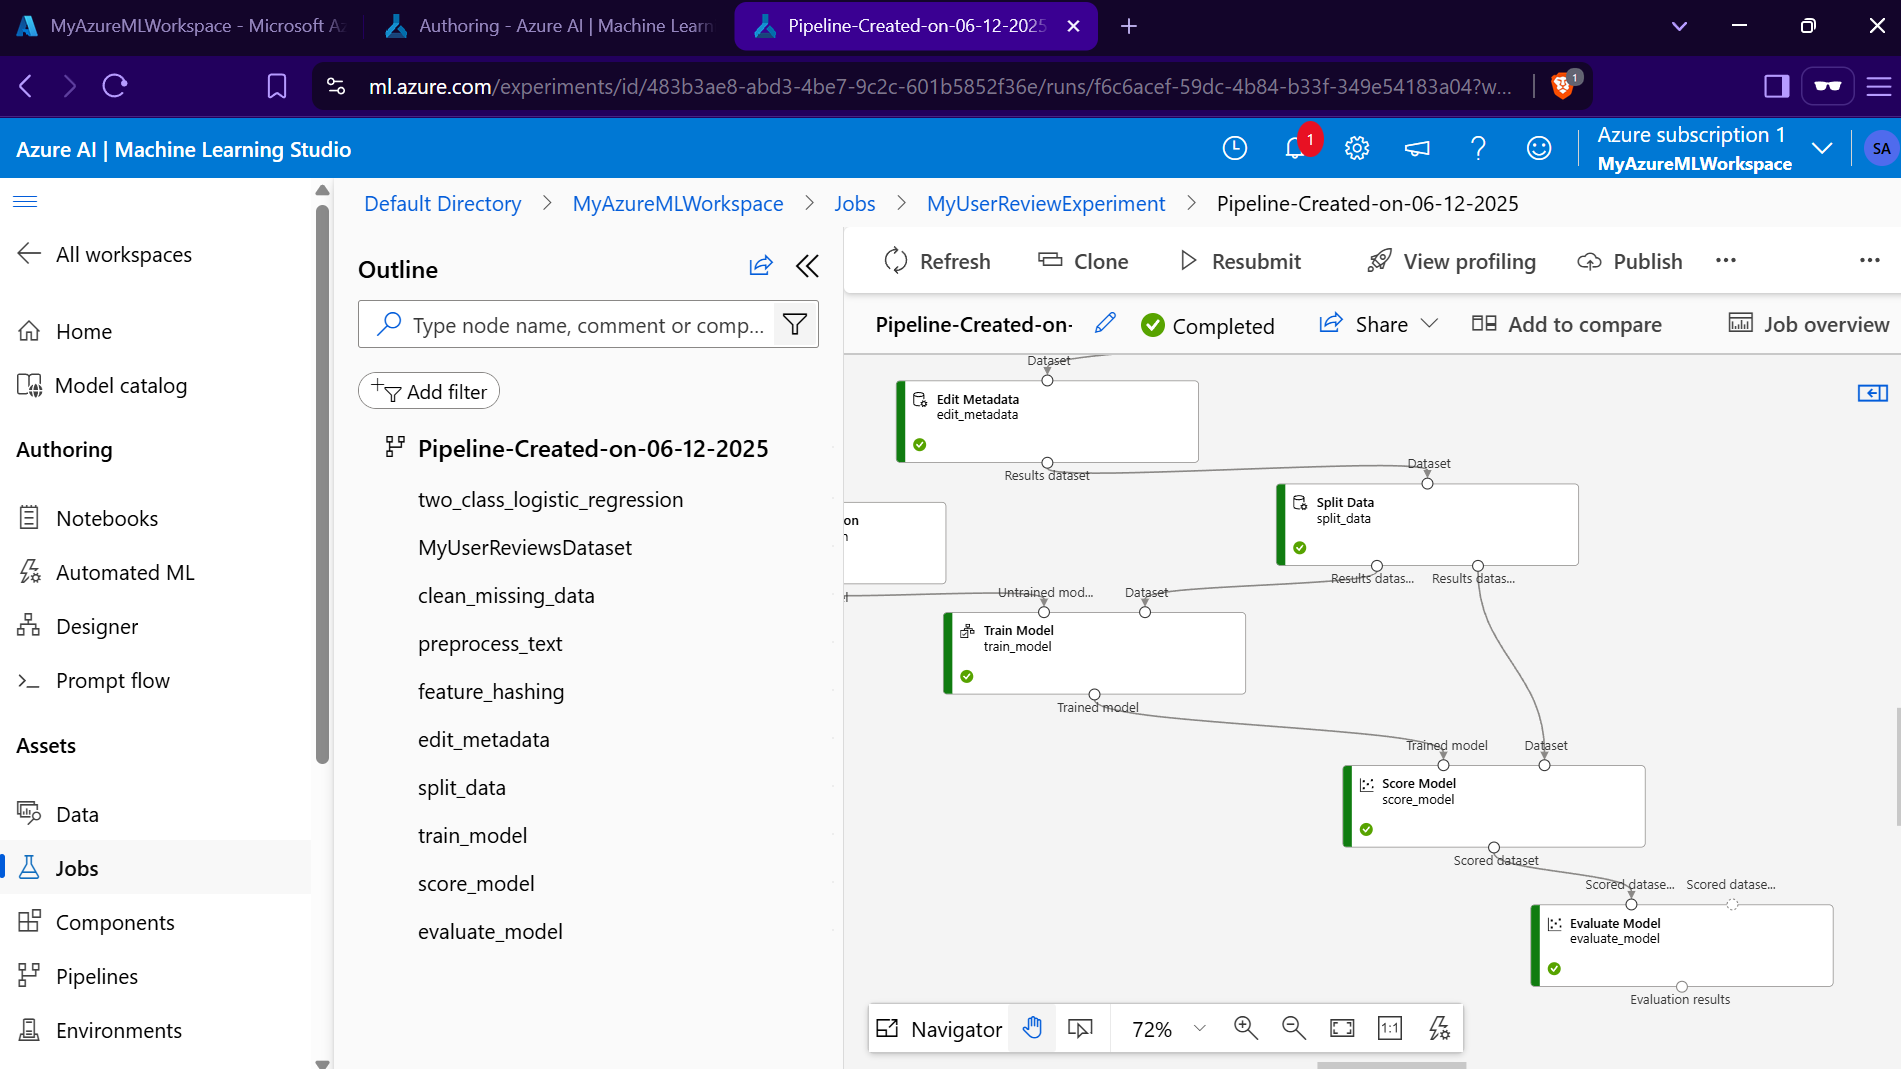 MyAzureMLWorkspace - Microsoft Az
Authoring - Azure AI | Machine Learn
Pipeline-Created-on-06-12-2025
ml.azure.com/experiments/id/483b3ae8-abd3-4be7-9c2c-601b5852f36e/runs/f6c6acef-59dc-4b84-b33f-349e54183a04?w...
1
Azure AI | Machine Learning Studio
1
Azure subscription 1
MyAzureMLWorkspace
SA
All workspaces
Home
Model catalog
Authoring
Notebooks
Automated ML
Designer
Prompt flow
Assets
Data
Jobs
Components
Pipelines
Environments
Default Directory > MyAzureMLWorkspace > Jobs > MyUserReviewExperiment > Pipeline-Created-on-06-12-2025
Outline
Type node name, comment or comp...
Add filter
Pipeline-Created-on-06-12-2025
two_class_logistic_regression
MyUserReviewsDataset
clean_missing_data
preprocess_text
feature_hashing
edit_metadata
split_data
train_model
score_model
evaluate_model
Refresh Clone Resubmit View profiling Publish ... ...
Pipeline-Created-on- Completed Share Add to compare Job overview
Dataset
Edit Metadata
edit_metadata
Results dataset
Dataset
Split Data
split_data
Results datas... Results datas...
on
n
el
Untrained mod... Dataset
Train Model
train_model
Trained model
Trained model Dataset
Score Model
score_model
Scored dataset
Scored datase... Scored datase...
Evaluate Model
evaluate_model
Evaluation results
Navigator 72% 1:1